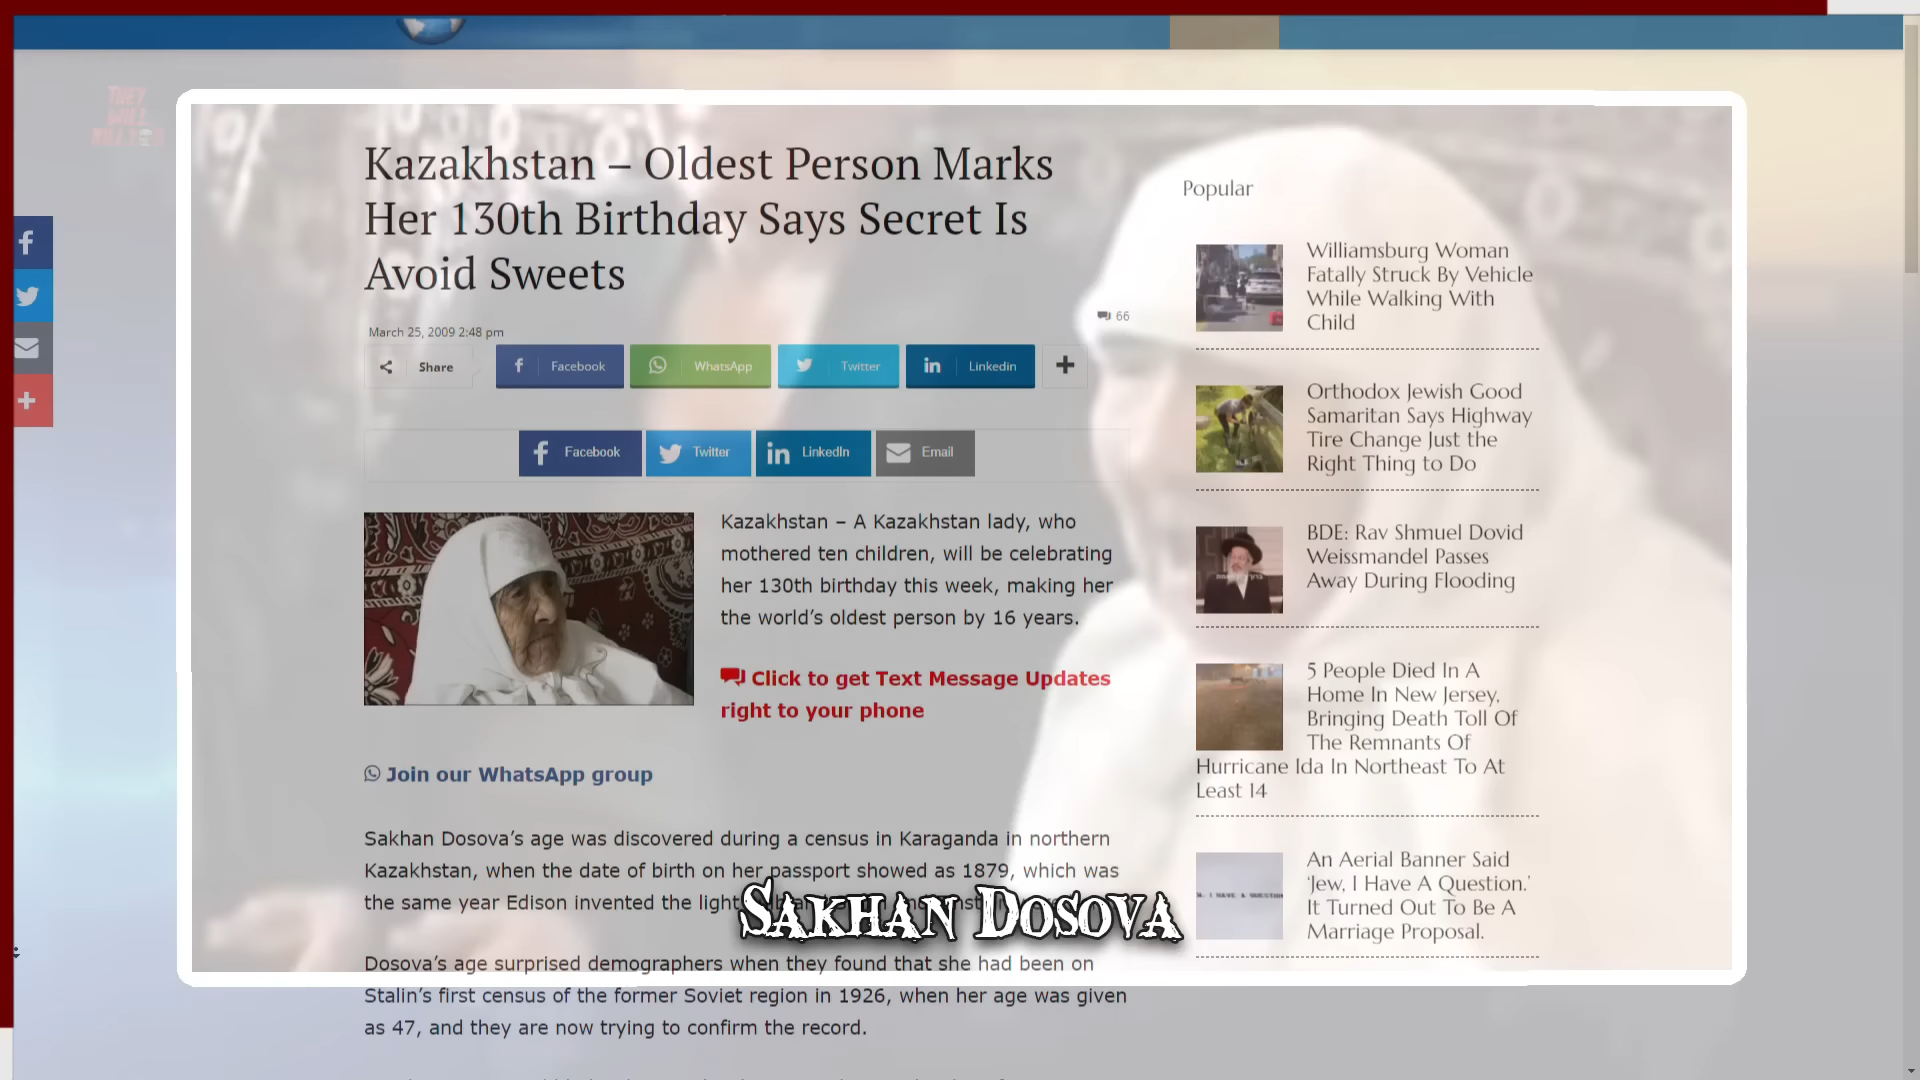 THEY
WILL
KILL YOU
Kazakhstan – Oldest Person Marks
Her 130th Birthday Says Secret Is
Avoid Sweets
March 25, 2009 2:48 pm
66
Share
Facebook
WhatsApp
Twitter
Linkedin
Facebook
Twitter
LinkedIn
Email
Kazakhstan – A Kazakhstan lady, who
mothered ten children, will be celebrating
her 130th birthday this week, making her
the world’s oldest person by 16 years.
Click to get Text Message Updates
right to your phone
Join our WhatsApp group
Sakhan Dosova’s age was discovered during a census in Karaganda in northern
Kazakhstan, when the date of birth on her passport showed as 1879, which was
the same year Edison invented the light
Sakhan Dosova
Dosova’s age surprised demographers when they found that she had been on
Stalin’s first census of the former Soviet region in 1926, when her age was given
as 47, and they are now trying to confirm the record.
Popular
Williamsburg Woman
Fatally Struck By Vehicle
While Walking With
Child
Orthodox Jewish Good
Samaritan Says Highway
Tire Change Just the
Right Thing to Do
BDE: Rav Shmuel Dovid
Weissmandel Passes
Away During Flooding
5 People Died In A
Home In New Jersey,
Bringing Death Toll Of
The Remnants Of
Hurricane Ida In Northeast To At
Least 14
An Aerial Banner Said
‘Jew, I Have A Question.’
It Turned Out To Be A
Marriage Proposal.